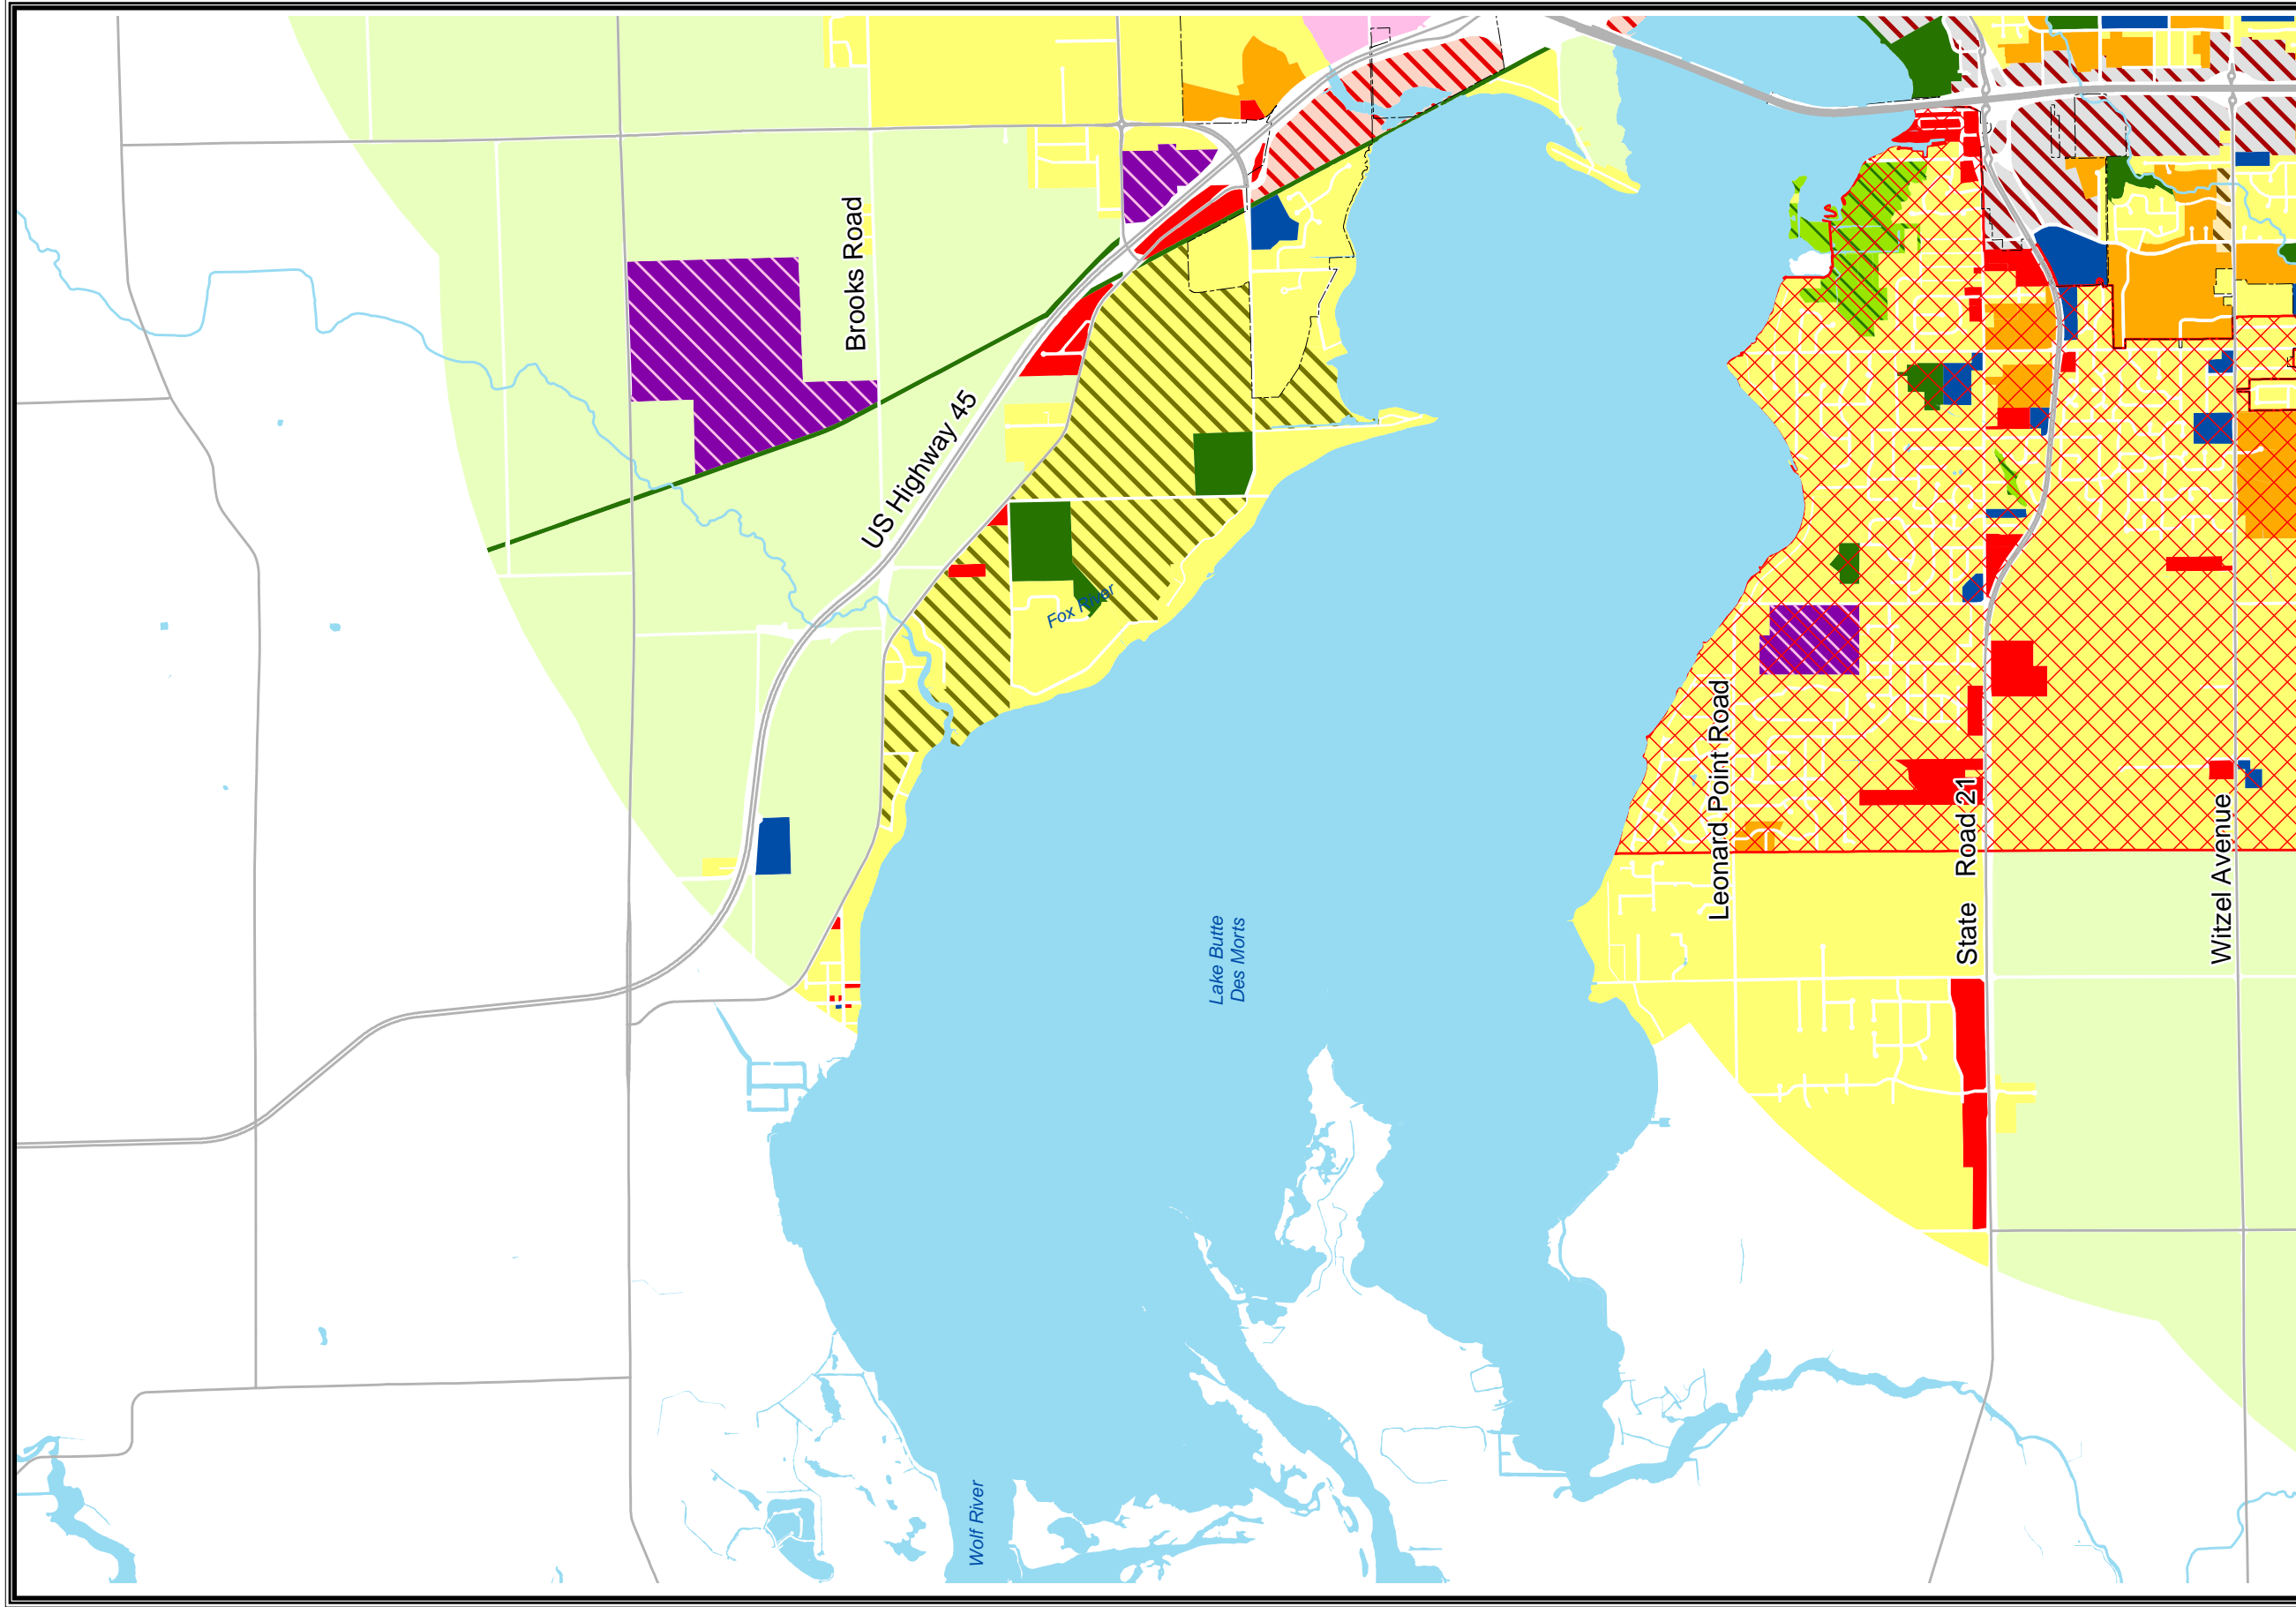 Brooks Road
US Highway 45
Fox River
Lake Butte
Des Morts
Leonard Point Road
State Road 21
Witzel Avenue
Wolf River